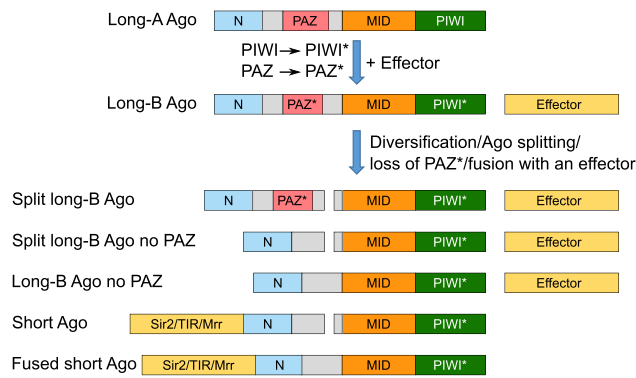 Long-A Ago N PAZ MID PIWI
PIWI → PIWI*
PAZ → PAZ*
+ Effector
Long-B Ago N PAZ* MID PIWI* Effector
Diversification/Ago splitting/
loss of PAZ*/fusion with an effector
Split long-B Ago N PAZ* MID PIWI* Effector
Split long-B Ago no PAZ N MID PIWI* Effector
Long-B Ago no PAZ N MID PIWI* Effector
Short Ago Sir2/TIR/Mrr N MID PIWI*
Fused short Ago Sir2/TIR/Mrr N MID PIWI*